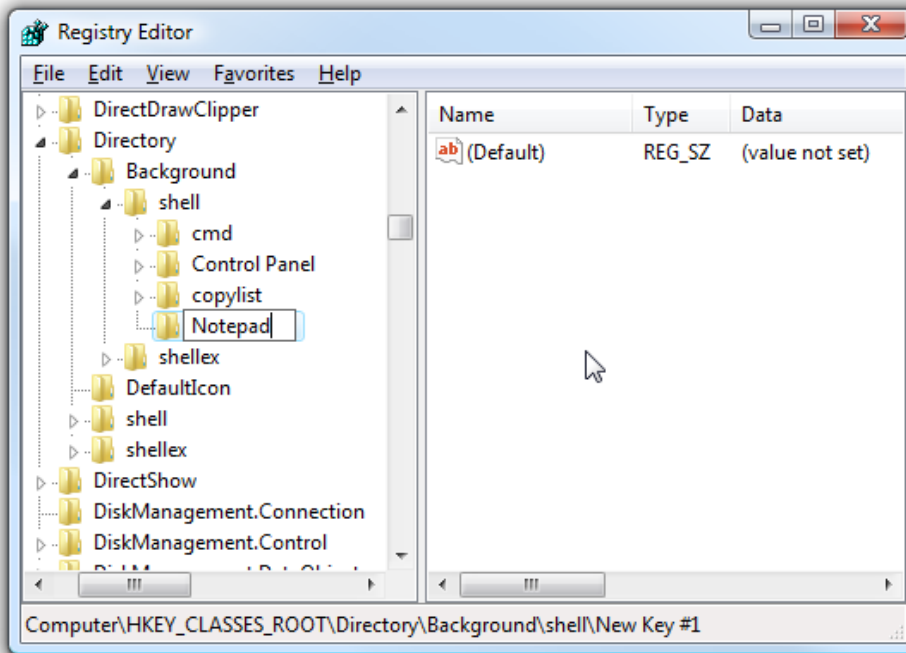 Registry Editor
File Edit View Favorites Help
DirectDrawClipper
Directory
Background
shell
cmd
Control Panel
copylist
Notepad
shellex
DefaultIcon
shell
shellex
DirectShow
DiskManagement.Connection
DiskManagement.Control
Name Type Data
ab (Default) REG_SZ (value not set)
Computer\HKEY_CLASSES_ROOT\Directory\Background\shell\New Key #1